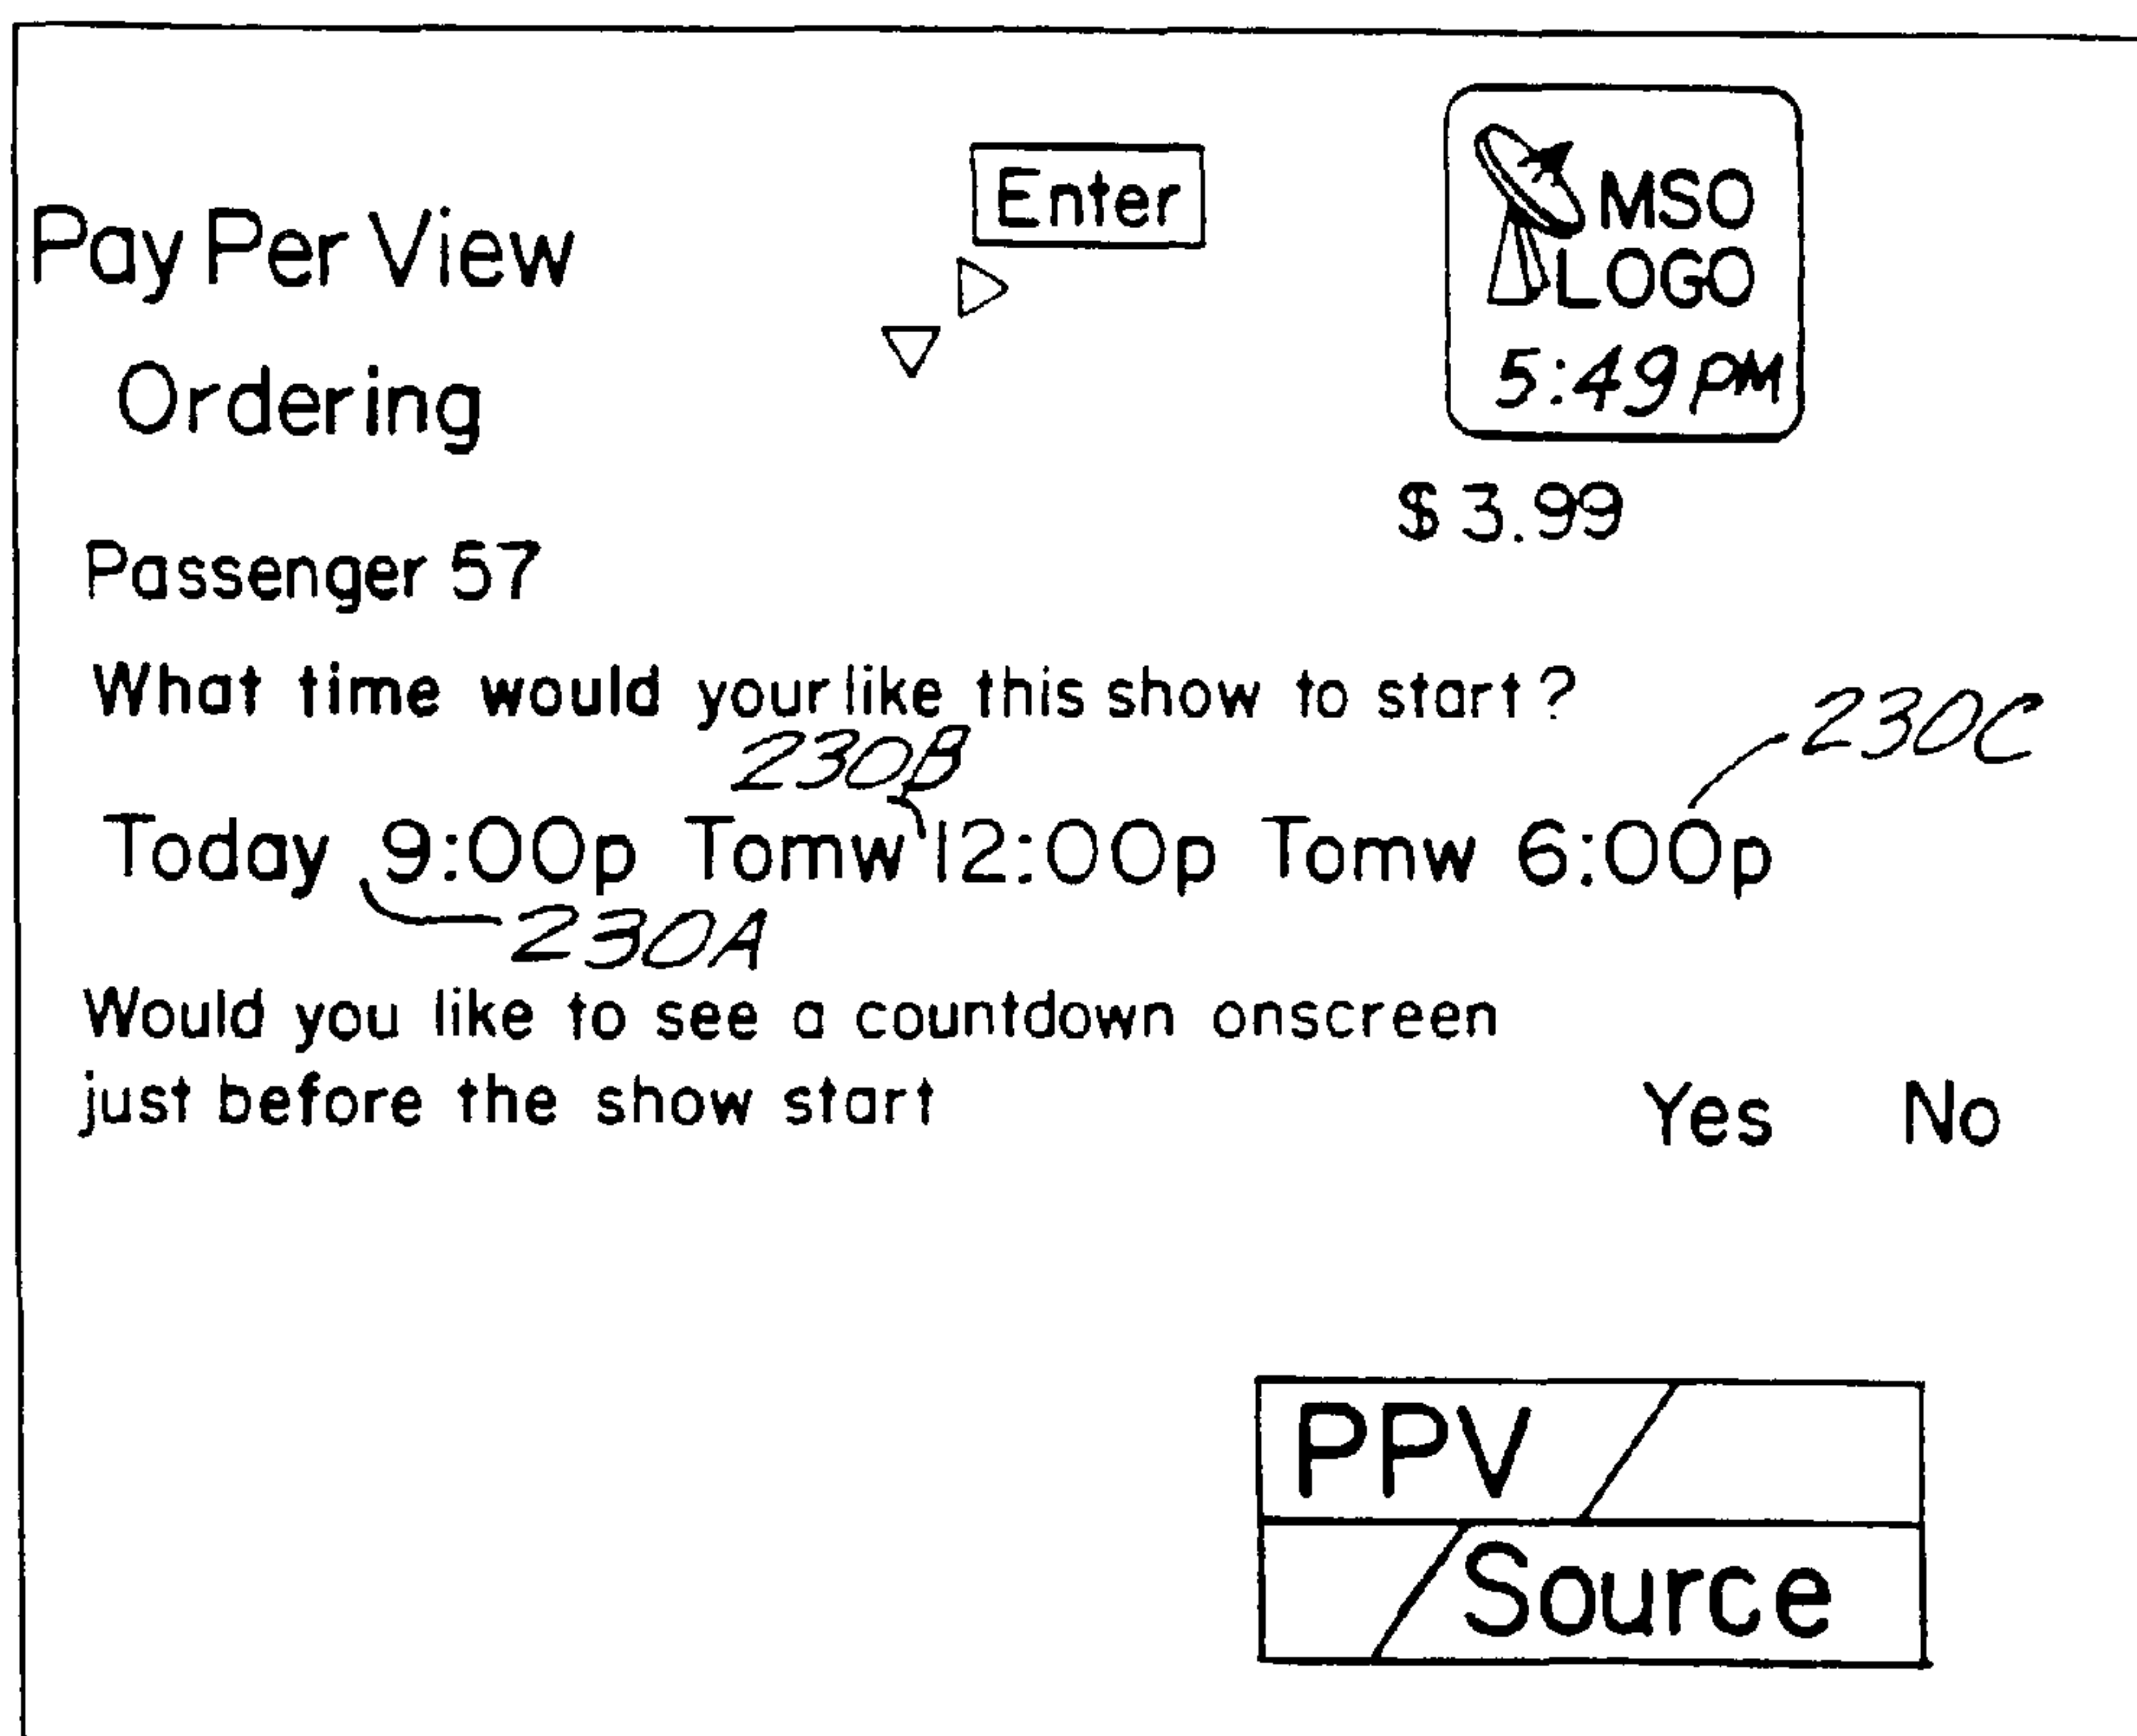 Enter
MSO
LOGO
5:49 PM
Pay Per View
Ordering
$3.99
Passenger 57
What time would your like this show to start?
230B
230C
Today 9:00p Tomw 12:00p Tomw 6:00p
230A
Would you like to see a countdown onscreen
just before the show start
Yes No
PPV
Source